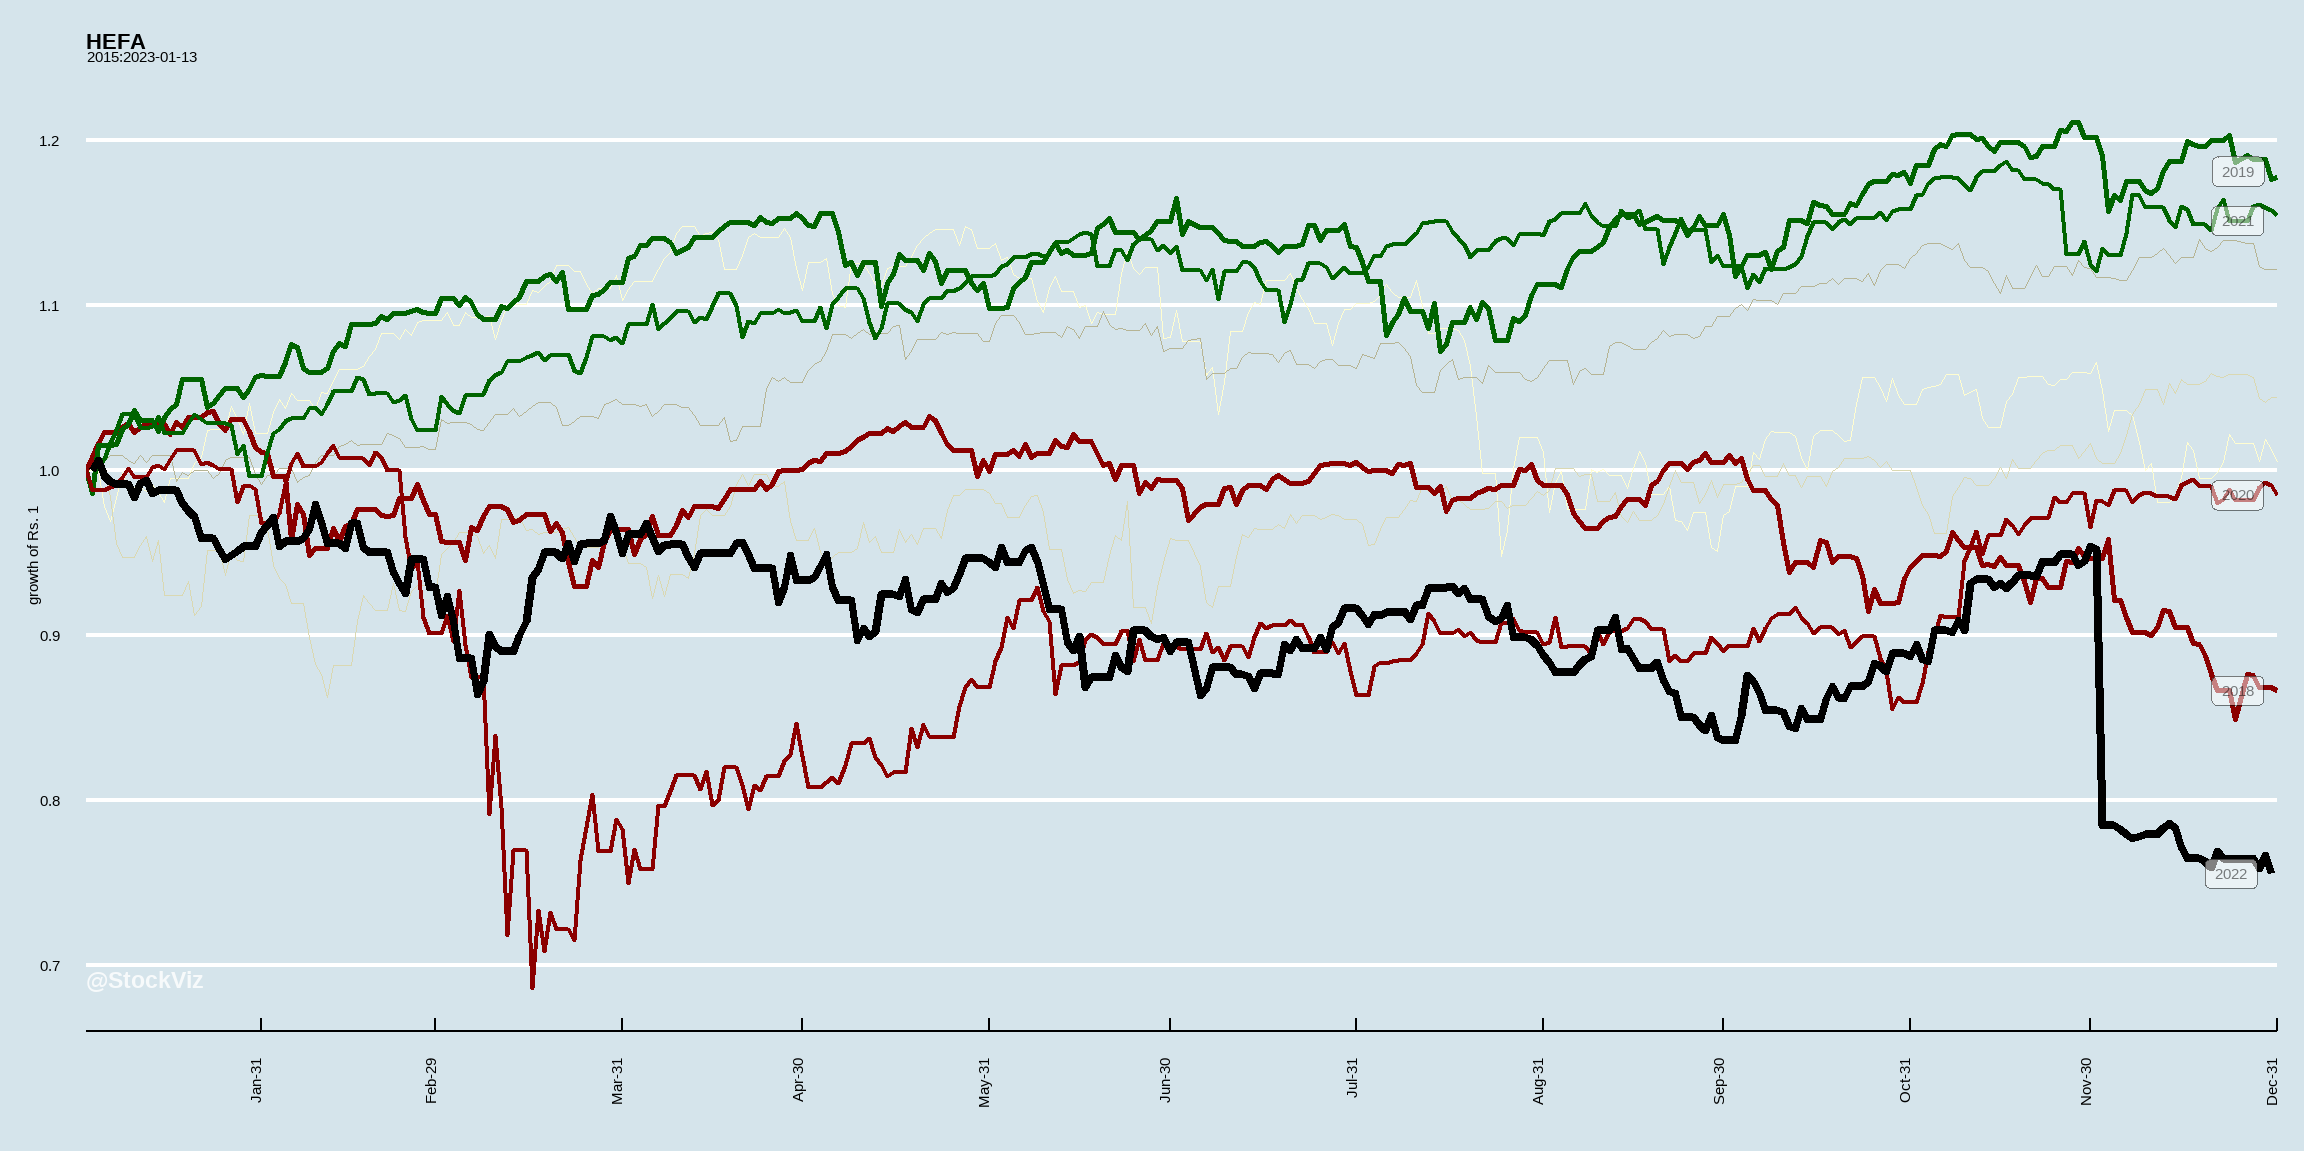 HEFA
2015:2023-01-13
1.2
1.1
1.0
0.9
0.8
0.7
growth of Rs. 1
2019
2021
2020
2018
2022
@StockViz
Jan-31
Feb-29
Mar-31
Apr-30
May-31
Jun-30
Jul-31
Aug-31
Sep-30
Oct-31
Nov-30
Dec-31